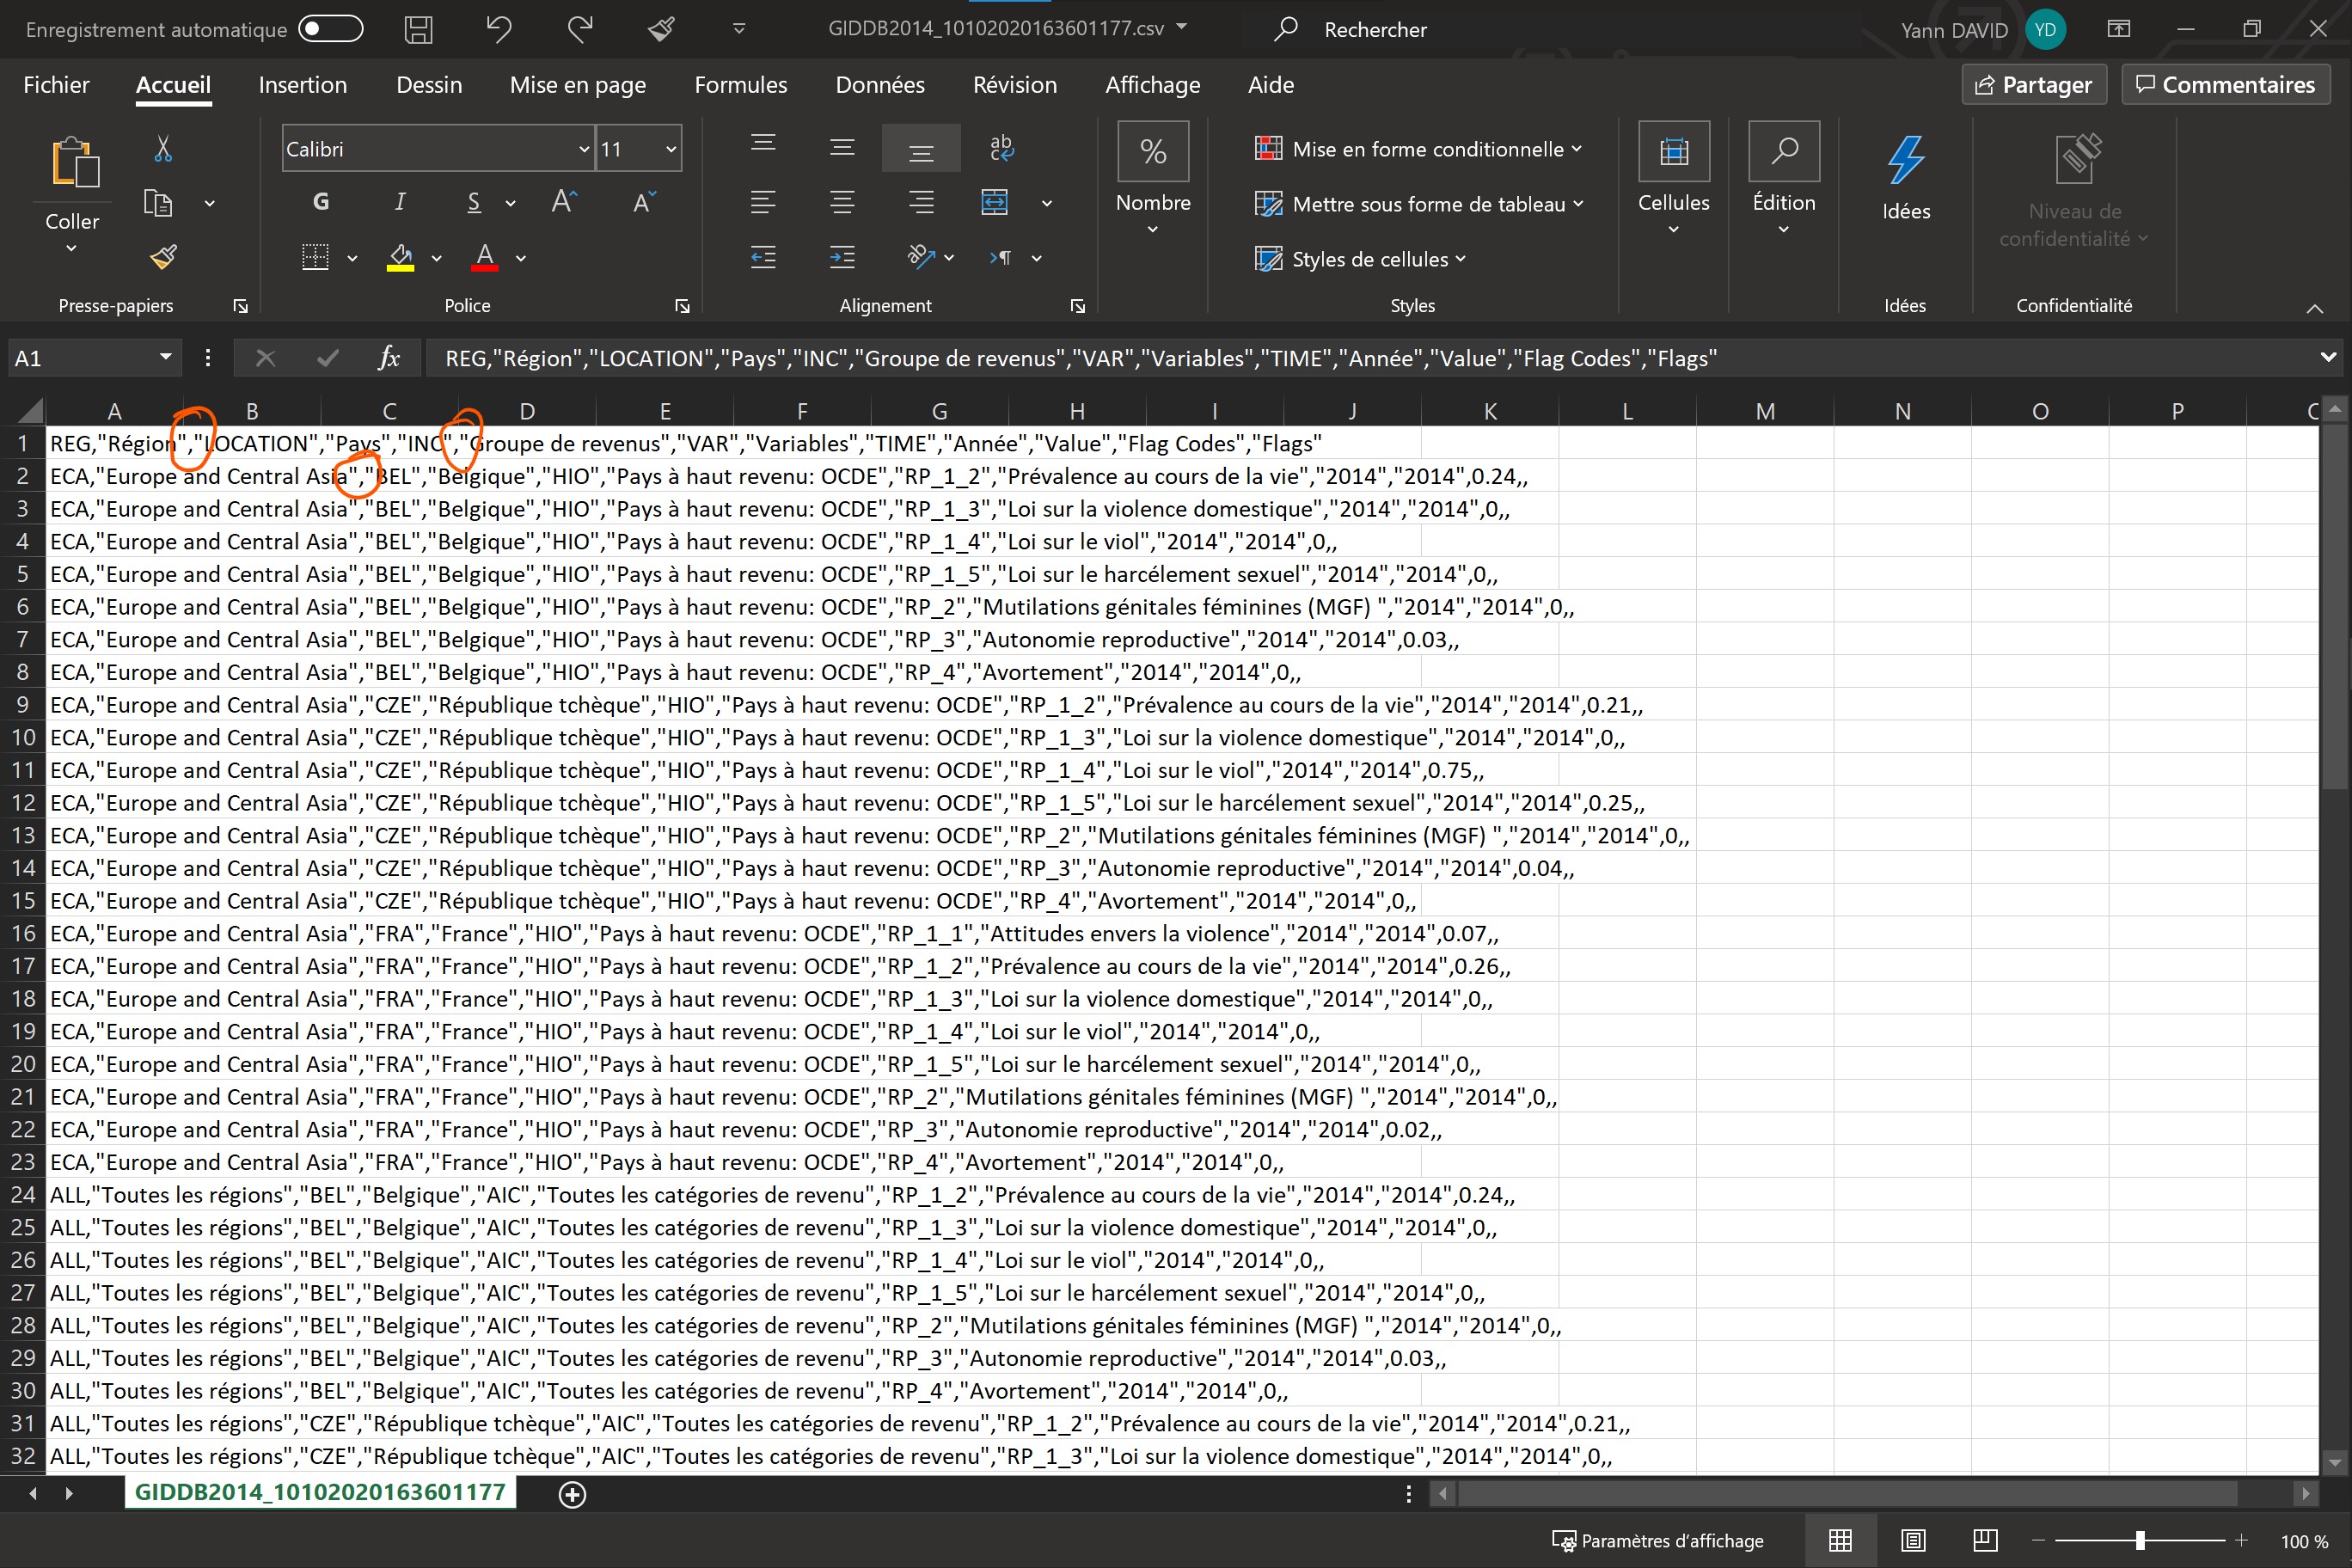 Enregistrement automatique
GIDDB2014_10102020163601177.csv
Rechercher
Yann DAVID
YD
Fichier Accueil Insertion Dessin Mise en page Formules Données Révision Affichage Aide
Partager
Commentaires
Coller
Presse-papiers
Calibri 11
G I S A A
A
Police
ab
Alignement
%
Nombre
Mise en forme conditionnelle
Mettre sous forme de tableau
Styles de cellules
Styles
Cellules
Édition
Idées
Idées
Niveau de
confidentialité
Confidentialité
A1
fx
REG,"Région","LOCATION","Pays","INC","Groupe de revenus","VAR","Variables","TIME","Année","Value","Flag Codes","Flags"
A B C D E F G H I J K L M N O P
1 REG,"Région","LOCATION","Pays","INC","Groupe de revenus","VAR","Variables","TIME","Année","Value","Flag Codes","Flags"
2 ECA,"Europe and Central Asia","BEL","Belgique","HIO","Pays à haut revenu: OCDE","RP_1_2","Prévalence au cours de la vie","2014","2014",0.24,,
3 ECA,"Europe and Central Asia","BEL","Belgique","HIO","Pays à haut revenu: OCDE","RP_1_3","Loi sur la violence domestique","2014","2014",0,,
4 ECA,"Europe and Central Asia","BEL","Belgique","HIO","Pays à haut revenu: OCDE","RP_1_4","Loi sur le viol","2014","2014",0,,
5 ECA,"Europe and Central Asia","BEL","Belgique","HIO","Pays à haut revenu: OCDE","RP_1_5","Loi sur le harcélement sexuel","2014","2014",0,,
6 ECA,"Europe and Central Asia","BEL","Belgique","HIO","Pays à haut revenu: OCDE","RP_2","Mutilations génitales féminines (MGF) ","2014","2014",0,,
7 ECA,"Europe and Central Asia","BEL","Belgique","HIO","Pays à haut revenu: OCDE","RP_3","Autonomie reproductive","2014","2014",0.03,,
8 ECA,"Europe and Central Asia","BEL","Belgique","HIO","Pays à haut revenu: OCDE","RP_4","Avortement","2014","2014",0,,
9 ECA,"Europe and Central Asia","CZE","République tchèque","HIO","Pays à haut revenu: OCDE","RP_1_2","Prévalence au cours de la vie","2014","2014",0.21,,
10 ECA,"Europe and Central Asia","CZE","République tchèque","HIO","Pays à haut revenu: OCDE","RP_1_3","Loi sur la violence domestique","2014","2014",0,,
11 ECA,"Europe and Central Asia","CZE","République tchèque","HIO","Pays à haut revenu: OCDE","RP_1_4","Loi sur le viol","2014","2014",0.75,,
12 ECA,"Europe and Central Asia","CZE","République tchèque","HIO","Pays à haut revenu: OCDE","RP_1_5","Loi sur le harcélement sexuel","2014","2014",0.25,,
13 ECA,"Europe and Central Asia","CZE","République tchèque","HIO","Pays à haut revenu: OCDE","RP_2","Mutilations génitales féminines (MGF) ","2014","2014",0,,
14 ECA,"Europe and Central Asia","CZE","République tchèque","HIO","Pays à haut revenu: OCDE","RP_3","Autonomie reproductive","2014","2014",0.04,,
15 ECA,"Europe and Central Asia","CZE","République tchèque","HIO","Pays à haut revenu: OCDE","RP_4","Avortement","2014","2014",0,,
16 ECA,"Europe and Central Asia","FRA","France","HIO","Pays à haut revenu: OCDE","RP_1_1","Attitudes envers la violence","2014","2014",0.07,,
17 ECA,"Europe and Central Asia","FRA","France","HIO","Pays à haut revenu: OCDE","RP_1_2","Prévalence au cours de la vie","2014","2014",0.26,,
18 ECA,"Europe and Central Asia","FRA","France","HIO","Pays à haut revenu: OCDE","RP_1_3","Loi sur la violence domestique","2014","2014",0,,
19 ECA,"Europe and Central Asia","FRA","France","HIO","Pays à haut revenu: OCDE","RP_1_4","Loi sur le viol","2014","2014",0,,
20 ECA,"Europe and Central Asia","FRA","France","HIO","Pays à haut revenu: OCDE","RP_1_5","Loi sur le harcélement sexuel","2014","2014",0,,
21 ECA,"Europe and Central Asia","FRA","France","HIO","Pays à haut revenu: OCDE","RP_2","Mutilations génitales féminines (MGF) ","2014","2014",0,,
22 ECA,"Europe and Central Asia","FRA","France","HIO","Pays à haut revenu: OCDE","RP_3","Autonomie reproductive","2014","2014",0.02,,
23 ECA,"Europe and Central Asia","FRA","France","HIO","Pays à haut revenu: OCDE","RP_4","Avortement","2014","2014",0,,
24 ALL,"Toutes les régions","BEL","Belgique","AIC","Toutes les catégories de revenu","RP_1_2","Prévalence au cours de la vie","2014","2014",0.24,,
25 ALL,"Toutes les régions","BEL","Belgique","AIC","Toutes les catégories de revenu","RP_1_3","Loi sur la violence domestique","2014","2014",0,,
26 ALL,"Toutes les régions","BEL","Belgique","AIC","Toutes les catégories de revenu","RP_1_4","Loi sur le viol","2014","2014",0,,
27 ALL,"Toutes les régions","BEL","Belgique","AIC","Toutes les catégories de revenu","RP_1_5","Loi sur le harcélement sexuel","2014","2014",0,,
28 ALL,"Toutes les régions","BEL","Belgique","AIC","Toutes les catégories de revenu","RP_2","Mutilations génitales féminines (MGF) ","2014","2014",0,,
29 ALL,"Toutes les régions","BEL","Belgique","AIC","Toutes les catégories de revenu","RP_3","Autonomie reproductive","2014","2014",0.03,,
30 ALL,"Toutes les régions","BEL","Belgique","AIC","Toutes les catégories de revenu","RP_4","Avortement","2014","2014",0,,
31 ALL,"Toutes les régions","CZE","République tchèque","AIC","Toutes les catégories de revenu","RP_1_2","Prévalence au cours de la vie","2014","2014",0.21,,
32 ALL,"Toutes les régions","CZE","République tchèque","AIC","Toutes les catégories de revenu","RP_1_3","Loi sur la violence domestique","2014","2014",0,,
GIDDB2014_10102020163601177
Paramètres d'affichage
100 %